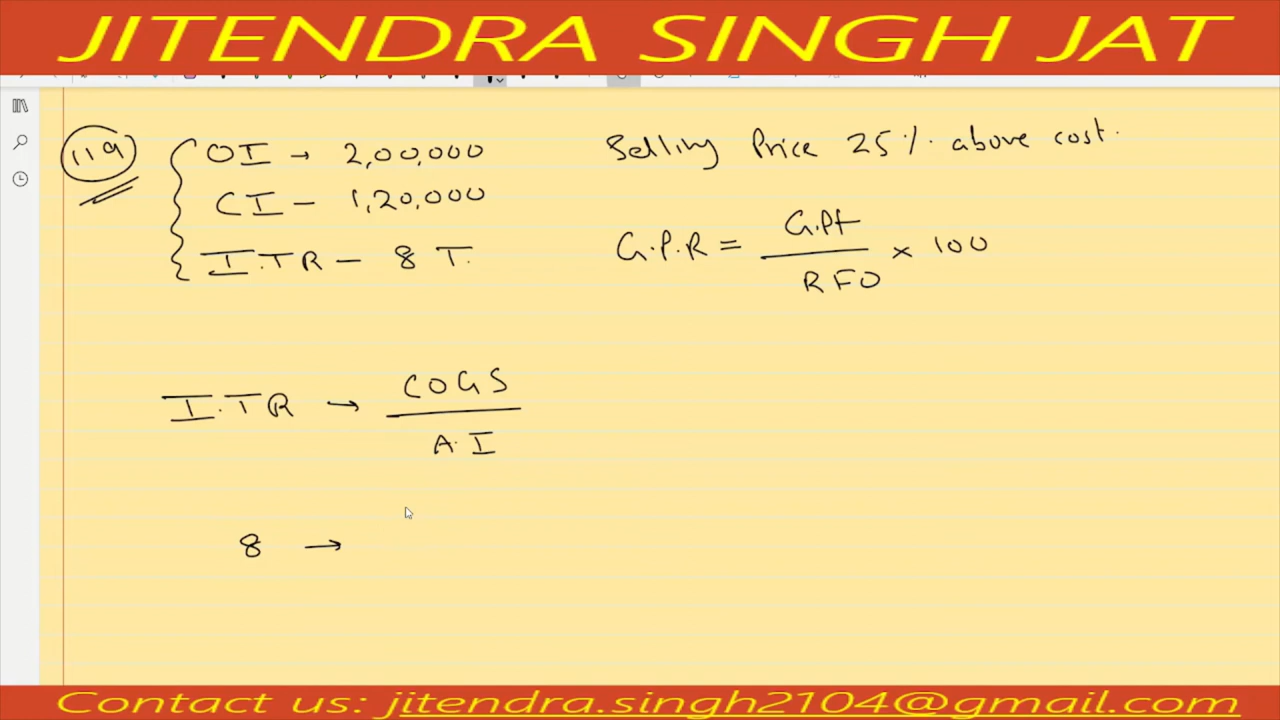 JITENDRA SINGH JAT
119
OI → 2,00,000
CI - 1,20,000
I.TR - 8 T.
Selling Price 25%. above cost.
G.P.R = G.Pft / RFO × 100
I.TR → COGS / A.I
8 →
Contact us: jitendra.singh2104@gmail.com